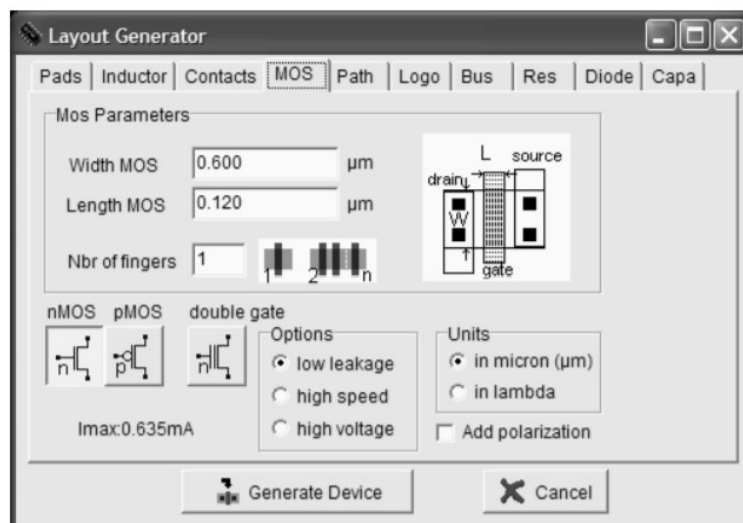 Layout Generator
Pads Inductor Contacts MOS Path Logo Bus Res Diode Capa
Mos Parameters
Width MOS 0.600 µm
Length MOS 0.120 µm
Nbr of fingers 1
1 2 n
L source
drain
W
gate
nMOS pMOS double gate
n p n
Options
low leakage
high speed
high voltage
Units
in micron (µm)
in lambda
Add polarization
Imax:0.635mA
Generate Device Cancel